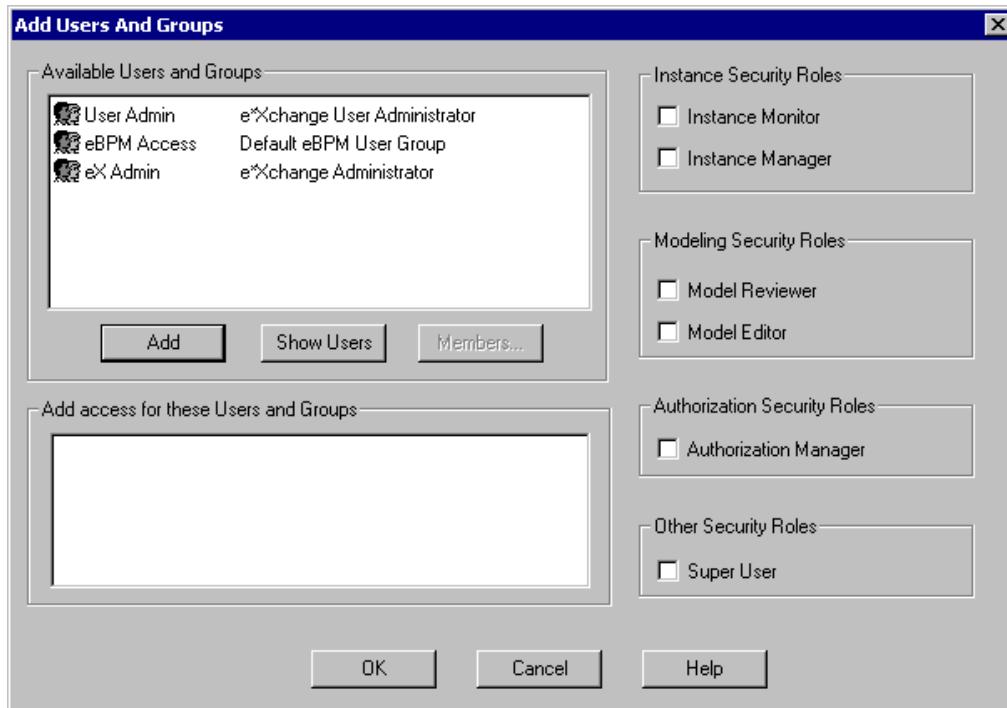 Add Users And Groups
Available Users and Groups
User Admin e*Xchange User Administrator
eBPM Access Default eBPM User Group
eX Admin e*Xchange Administrator
Add
Show Users
Members...
Add access for these Users and Groups
Instance Security Roles
Instance Monitor
Instance Manager
Modeling Security Roles
Model Reviewer
Model Editor
Authorization Security Roles
Authorization Manager
Other Security Roles
Super User
OK
Cancel
Help